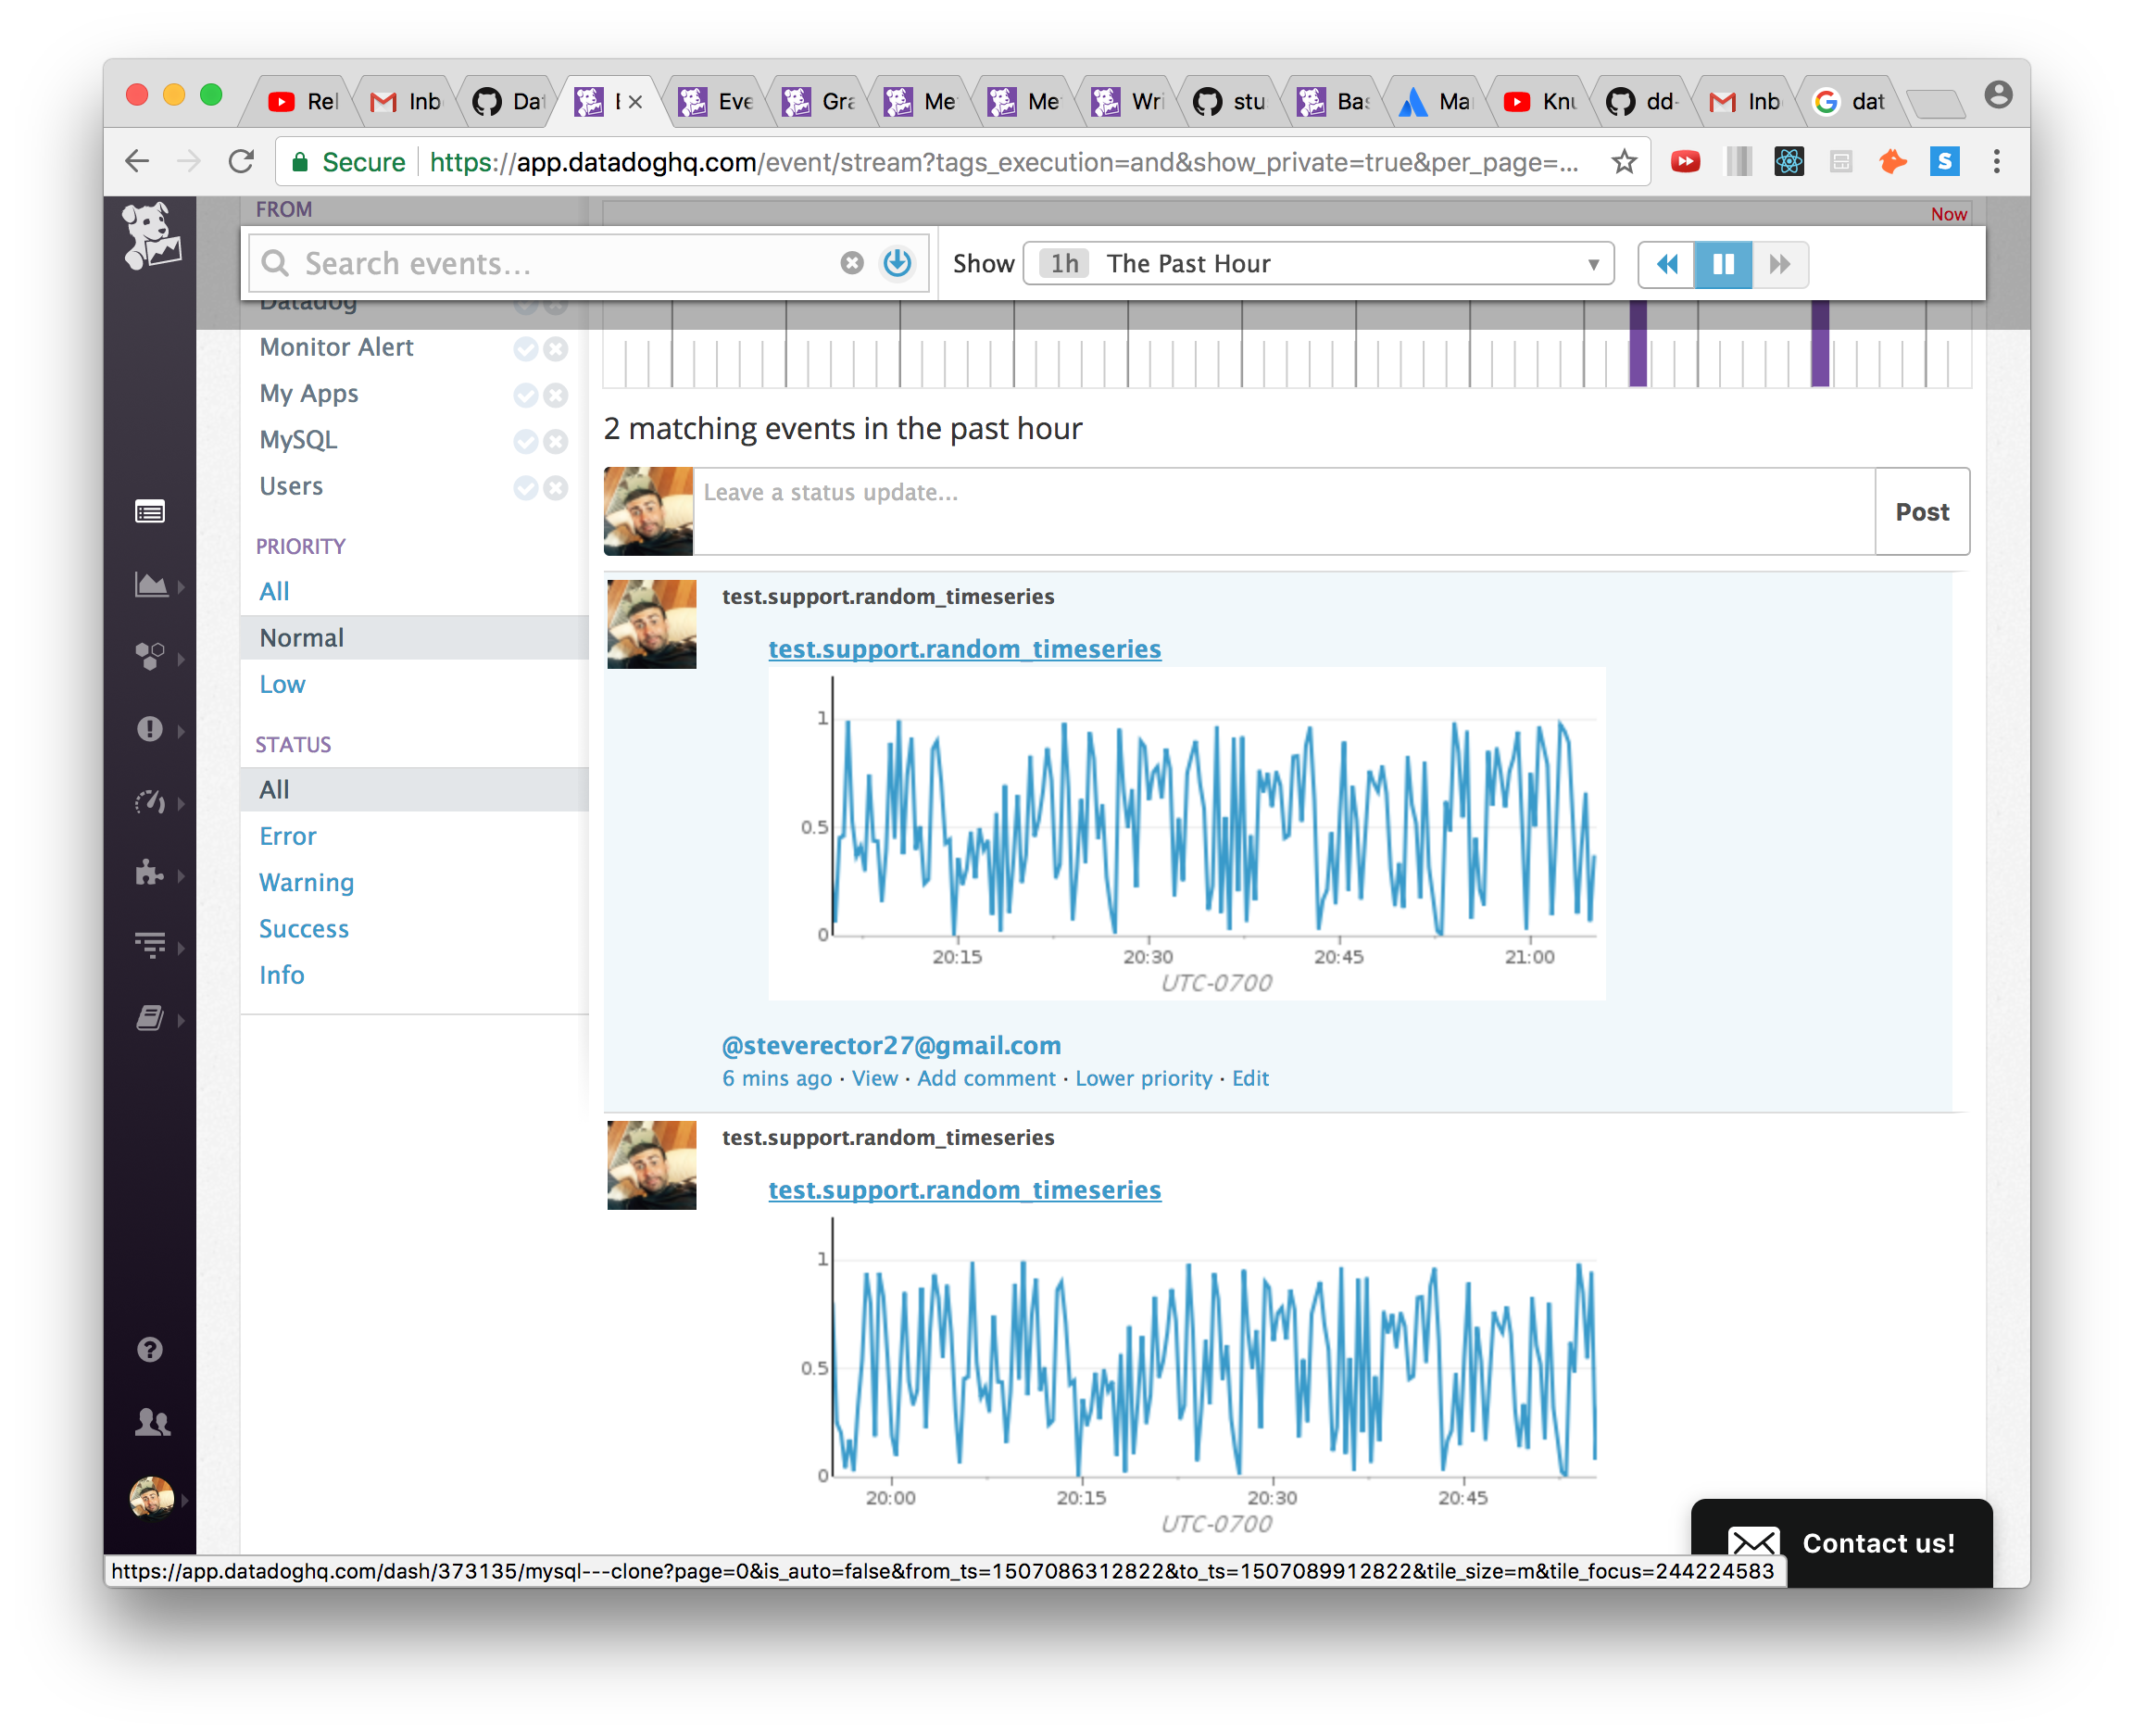 Rel
Inb
Dat
E
Eve
Gra
Me
Me
Wri
stu
Bas
Ma
Knu
dd-
Inb
dat
Secure
https://app.datadoghq.com/event/stream?tags_execution=and&show_private=true&per_page=...
S
FROM
Now
Search events...
Show
1h
The Past Hour
Datadog
Monitor Alert
My Apps
MySQL
Users
PRIORITY
All
Normal
Low
STATUS
All
Error
Warning
Success
Info
2 matching events in the past hour
Leave a status update...
Post
test.support.random_timeseries
test.support.random_timeseries
1
0.5
0
20:15 20:30 20:45 21:00
UTC-0700
@steverector27@gmail.com
6 mins ago · View · Add comment · Lower priority · Edit
test.support.random_timeseries
test.support.random_timeseries
1
0.5
0
20:00 20:15 20:30 20:45
UTC-0700
Contact us!
https://app.datadoghq.com/dash/373135/mysql---clone?page=0&is_auto=false&from_ts=1507086312822&to_ts=1507089912822&tile_size=m&tile_focus=244224583